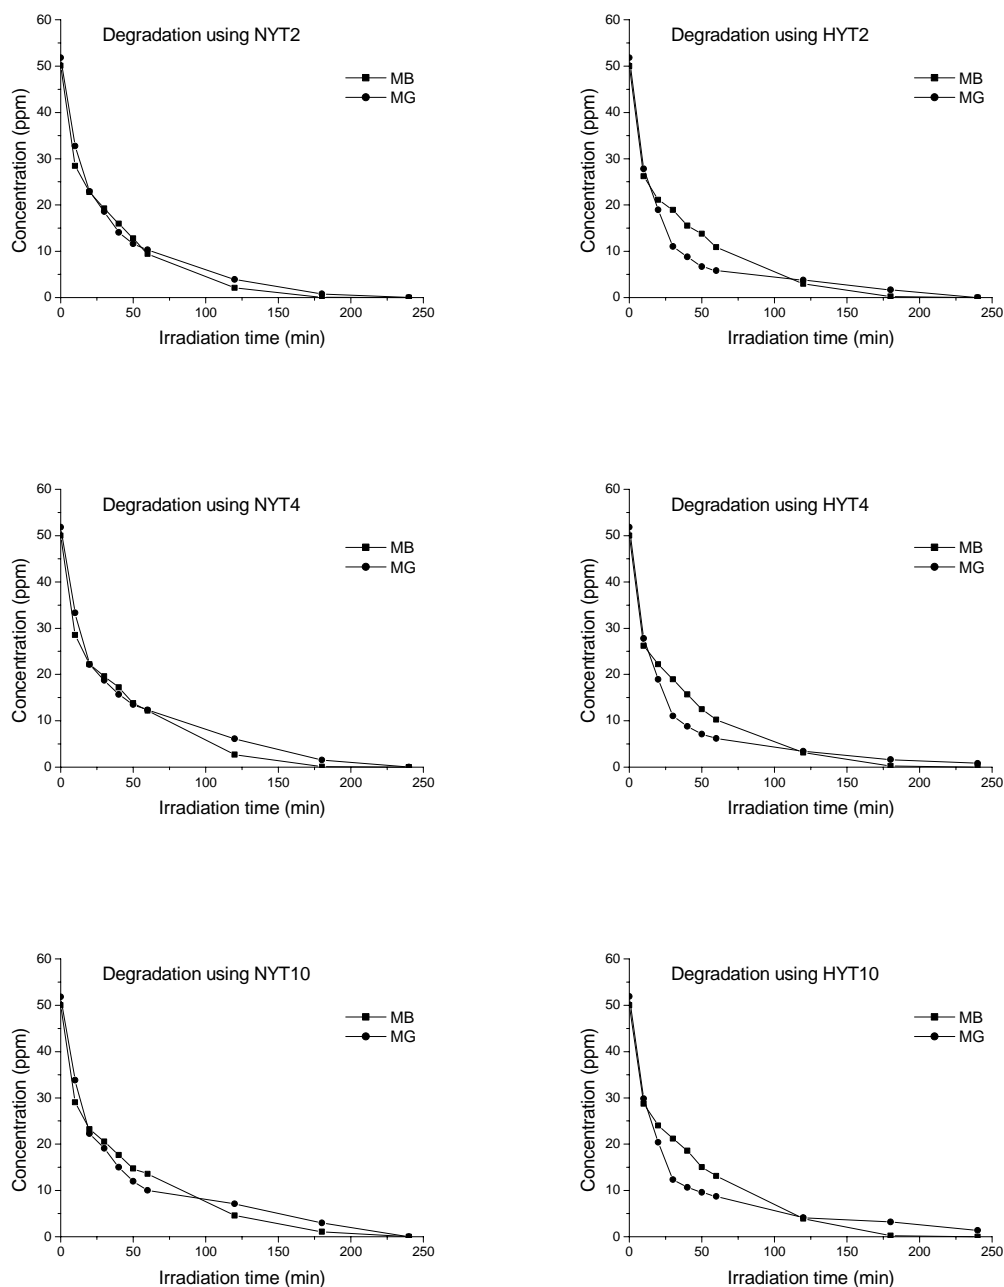 Degradation using NYT2
MB
MG
Concentration (ppm)
60
50
40
30
20
10
0
0 50 100 150 200 250
Irradiation time (min)
Degradation using HYT2
MB
MG
Concentration (ppm)
60
50
40
30
20
10
0
0 50 100 150 200 250
Irradiation time (min)
Degradation using NYT4
MB
MG
Concentration (ppm)
60
50
40
30
20
10
0
0 50 100 150 200 250
Irradiation time (min)
Degradation using HYT4
MB
MG
Concentration (ppm)
60
50
40
30
20
10
0
0 50 100 150 200 250
Irradiation time (min)
Degradation using NYT10
MB
MG
Concentration (ppm)
60
50
40
30
20
10
0
0 50 100 150 200 250
Irradiation time (min)
Degradation using HYT10
MB
MG
Concentration (ppm)
60
50
40
30
20
10
0
0 50 100 150 200 250
Irradiation time (min)